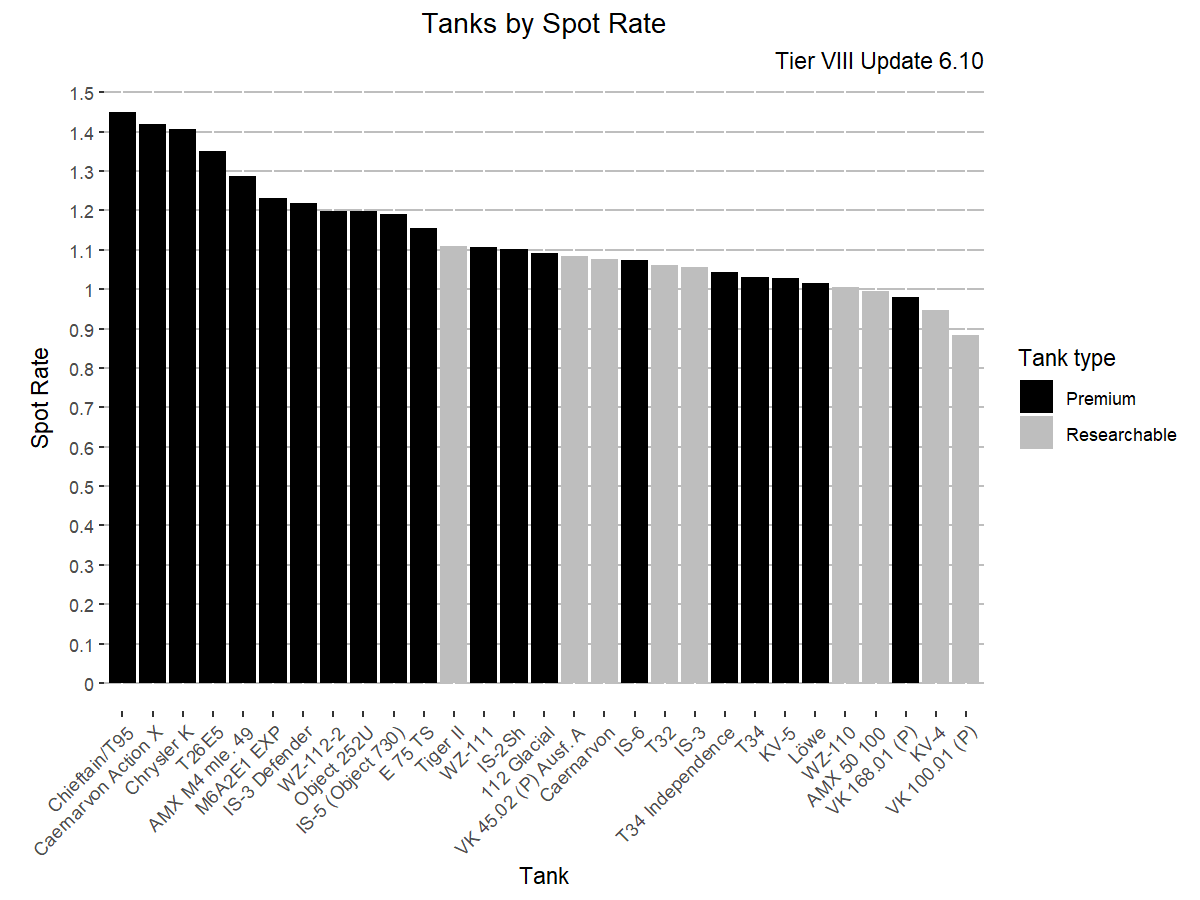 Tanks by Spot Rate
Tier VIII Update 6.10
1.5
1.4
1.3
1.2
1.1
1
0.9
0.8
0.7
0.6
0.5
0.4
0.3
0.2
0.1
0
Spot Rate
Chieftain/T95
Caernarvon Action X
Chrysler K
T26E5
AMX M4 mle. 49
M6A2E1 EXP
IS-3 Defender
WZ-112-2
Object 252U
IS-5 (Object 730)
E 75 TS
Tiger II
WZ-111
IS-2Sh
112 Glacial
VK 45.02 (P) Ausf. A
Caernarvon
IS-6
T32
IS-3
T34 Independence
T34
KV-5
Löwe
WZ-110
AMX 50 100
VK 168.01 (P)
KV-4
VK 100.01 (P)
Tank
Tank type
Premium
Researchable